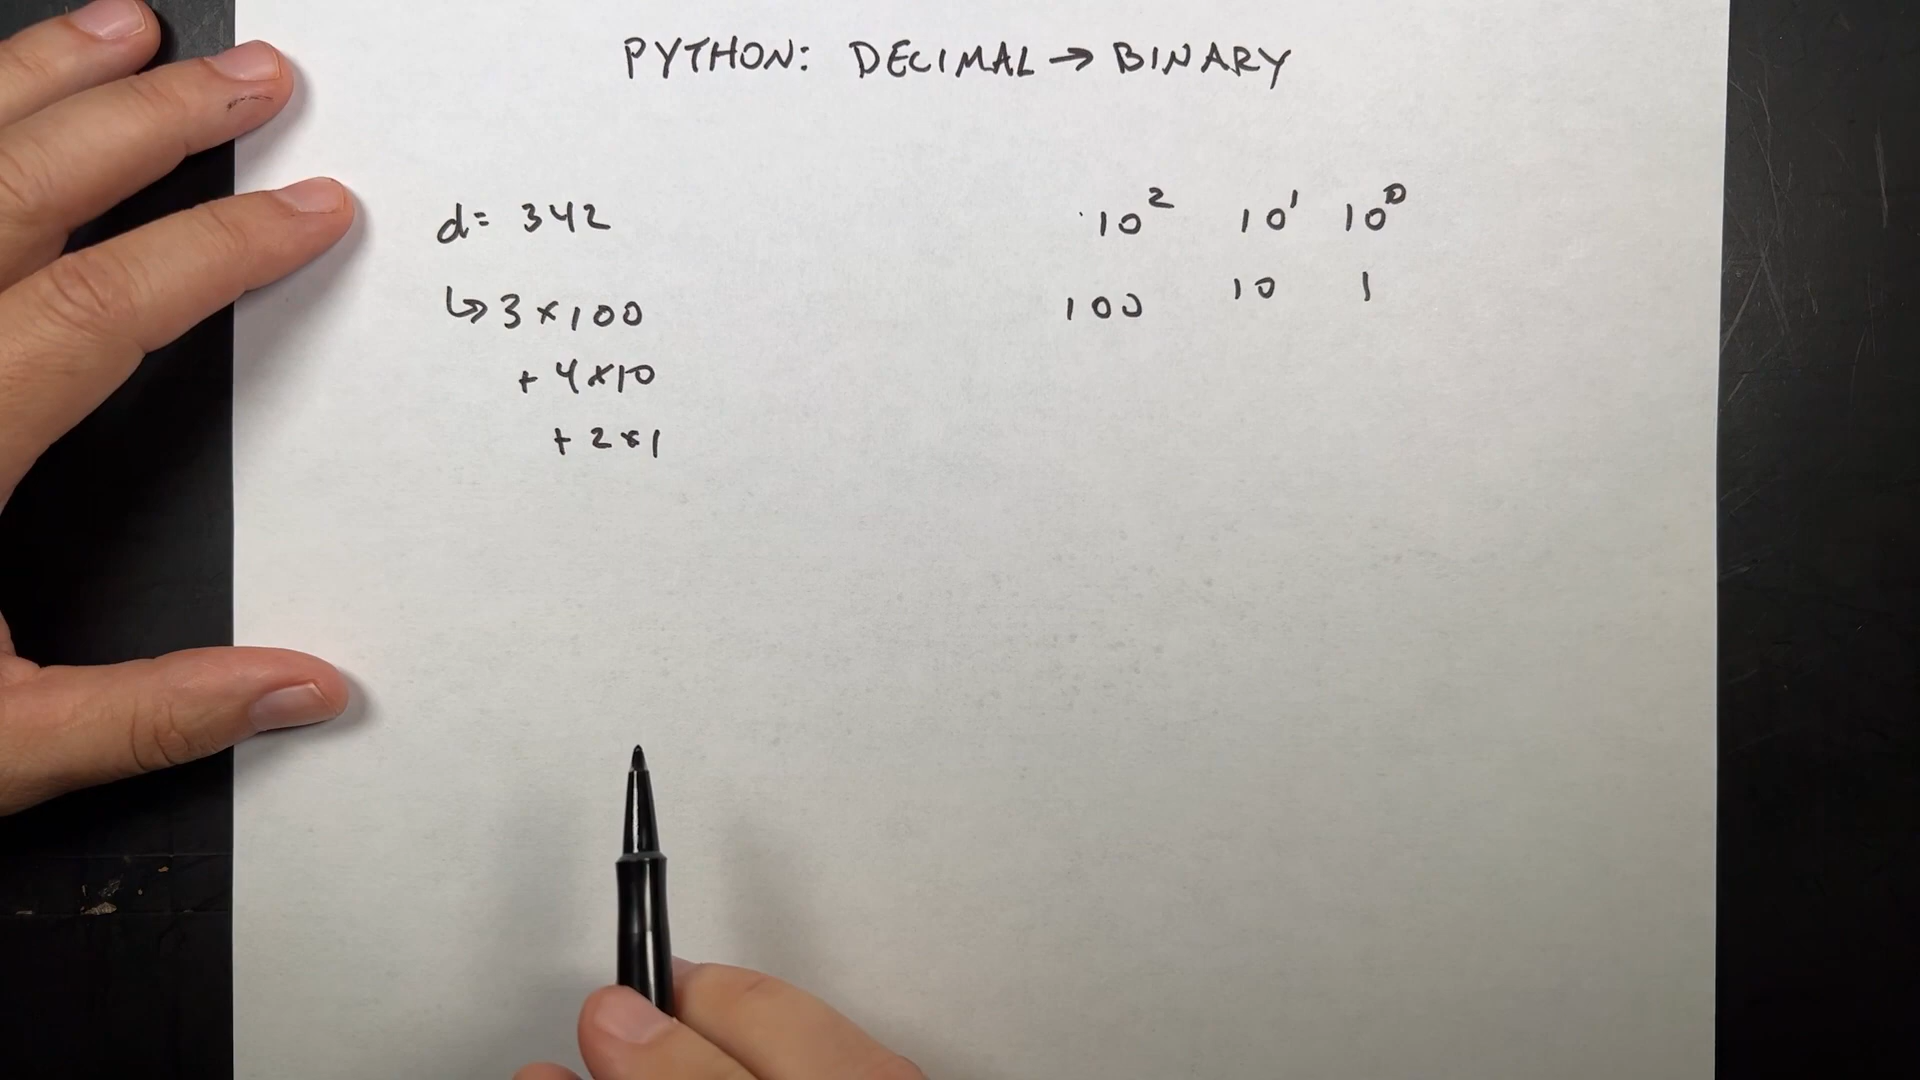 PYTHON: DECIMAL → BINARY
d= 342
↳ 3×100
+ 4×10
+ 2×1
10² 10¹ 10⁰
100 10 1